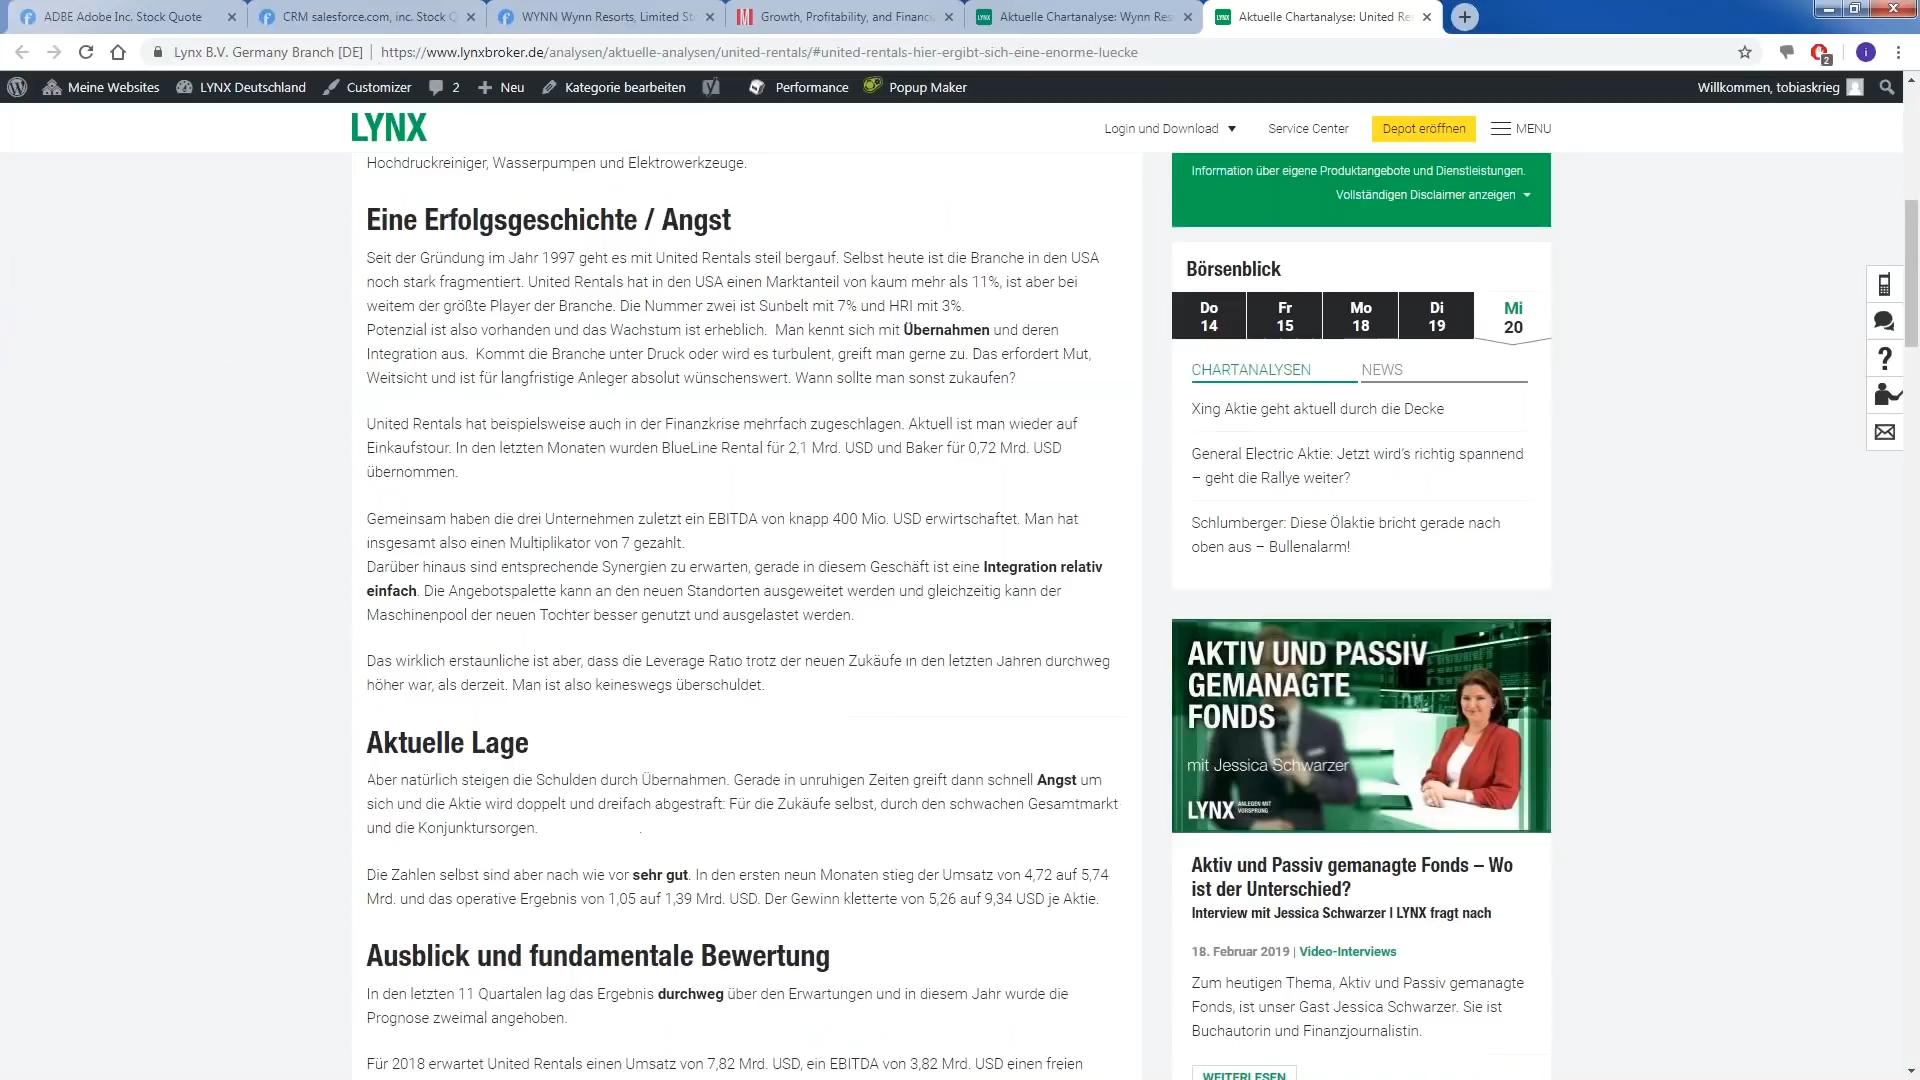 ADBE Adobe Inc. Stock Quote
CRM salesforce.com, inc. Stock Q
WYNN Wynn Resorts, Limited St
Growth, Profitability, and Financi
Aktuelle Chartanalyse: Wynn Res
Aktuelle Chartanalyse: United Re
Lynx B.V. Germany Branch [DE] | https://www.lynxbroker.de/analysen/aktuelle-analysen/united-rentals/#united-rentals-hier-ergibt-sich-eine-enorme-luecke
2
i
Meine Websites LYNX Deutschland Customizer 2 Neu Kategorie bearbeiten Performance Popup Maker Willkommen, tobiaskrieg
LYNX
Login und Download Service Center Depot eröffnen MENU
Hochdruckreiniger, Wasserpumpen und Elektrowerkzeuge.
Eine Erfolgsgeschichte / Angst
Seit der Gründung im Jahr 1997 geht es mit United Rentals steil bergauf. Selbst heute ist die Branche in den USA
noch stark fragmentiert. United Rentals hat in den USA einen Marktanteil von kaum mehr als 11%, ist aber bei
weitem der größte Player der Branche. Die Nummer zwei ist Sunbelt mit 7% und HRI mit 3%.
Potenzial ist also vorhanden und das Wachstum ist erheblich. Man kennt sich mit Übernahmen und deren
Integration aus. Kommt die Branche unter Druck oder wird es turbulent, greift man gerne zu. Das erfordert Mut,
Weitsicht und ist für langfristige Anleger absolut wünschenswert. Wann sollte man sonst zukaufen?
United Rentals hat beispielsweise auch in der Finanzkrise mehrfach zugeschlagen. Aktuell ist man wieder auf
Einkaufstour. In den letzten Monaten wurden BlueLine Rental für 2,1 Mrd. USD und Baker für 0,72 Mrd. USD
übernommen.
Gemeinsam haben die drei Unternehmen zuletzt ein EBITDA von knapp 400 Mio. USD erwirtschaftet. Man hat
insgesamt also einen Multiplikator von 7 gezahlt.
Darüber hinaus sind entsprechende Synergien zu erwarten, gerade in diesem Geschäft ist eine Integration relativ
einfach. Die Angebotspalette kann an den neuen Standorten ausgeweitet werden und gleichzeitig kann der
Maschinenpool der neuen Tochter besser genutzt und ausgelastet werden.
Das wirklich erstaunliche ist aber, dass die Leverage Ratio trotz der neuen Zukäufe in den letzten Jahren durchweg
höher war, als derzeit. Man ist also keineswegs überschuldet.
Aktuelle Lage
Aber natürlich steigen die Schulden durch Übernahmen. Gerade in unruhigen Zeiten greift dann schnell Angst um
sich und die Aktie wird doppelt und dreifach abgestraft: Für die Zukäufe selbst, durch den schwachen Gesamtmarkt
und die Konjunktursorgen.
Die Zahlen selbst sind aber nach wie vor sehr gut. In den ersten neun Monaten stieg der Umsatz von 4,72 auf 5,74
Mrd. und das operative Ergebnis von 1,05 auf 1,39 Mrd. USD. Der Gewinn kletterte von 5,26 auf 9,34 USD je Aktie.
Ausblick und fundamentale Bewertung
In den letzten 11 Quartalen lag das Ergebnis durchweg über den Erwartungen und in diesem Jahr wurde die
Prognose zweimal angehoben.
Für 2018 erwartet United Rentals einen Umsatz von 7,82 Mrd. USD, ein EBITDA von 3,82 Mrd. USD einen freien
Information über eigene Produktangebote und Dienstleistungen.
Vollständigen Disclaimer anzeigen
Börsenblick
Do Fr Mo Di Mi
14 15 18 19 20
CHARTANALYSEN NEWS
Xing Aktie geht aktuell durch die Decke
General Electric Aktie: Jetzt wird's richtig spannend
– geht die Rallye weiter?
Schlumberger: Diese Ölaktie bricht gerade nach
oben aus – Bullenalarm!
AKTIV UND PASSIV
GEMANAGTE
FONDS
mit Jessica Schwarzer
LYNX ANLEGEN MIT
VORSPRUNG
Aktiv und Passiv gemanagte Fonds – Wo
ist der Unterschied?
Interview mit Jessica Schwarzer | LYNX fragt nach
18. Februar 2019 | Video-Interviews
Zum heutigen Thema, Aktiv und Passiv gemanagte
Fonds, ist unser Gast Jessica Schwarzer. Sie ist
Buchautorin und Finanzjournalistin.
WEITERLESEN